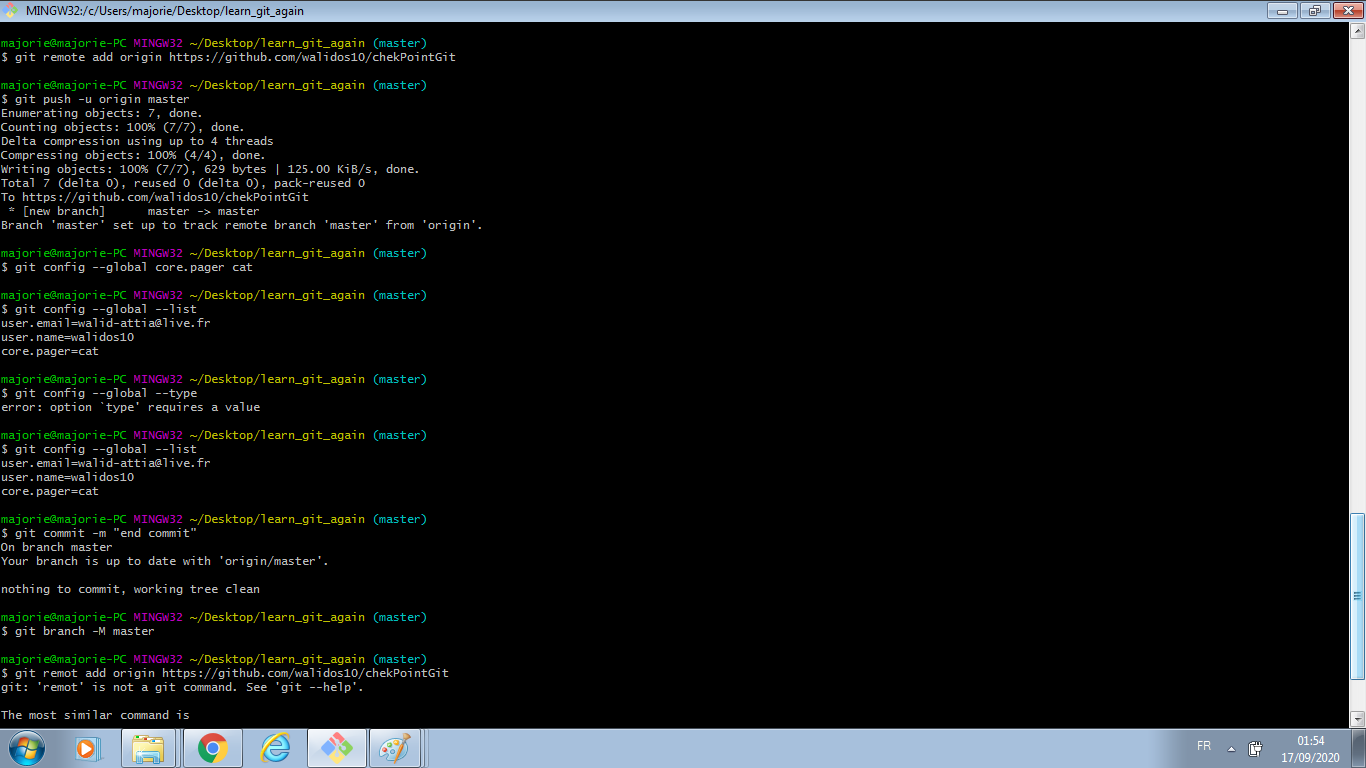 MINGW32:/c/Users/majorie/Desktop/learn_git_again
majorie@majorie-PC MINGW32 ~/Desktop/learn_git_again (master)
$ git remote add origin https://github.com/walidos10/chekPointGit
majorie@majorie-PC MINGW32 ~/Desktop/learn_git_again (master)
$ git push -u origin master
Enumerating objects: 7, done.
Counting objects: 100% (7/7), done.
Delta compression using up to 4 threads
Compressing objects: 100% (4/4), done.
Writing objects: 100% (7/7), 629 bytes | 125.00 KiB/s, done.
Total 7 (delta 0), reused 0 (delta 0), pack-reused 0
To https://github.com/walidos10/chekPointGit
 * [new branch]      master -> master
Branch 'master' set up to track remote branch 'master' from 'origin'.
majorie@majorie-PC MINGW32 ~/Desktop/learn_git_again (master)
$ git config --global core.pager cat
majorie@majorie-PC MINGW32 ~/Desktop/learn_git_again (master)
$ git config --global --list
user.email=walid-attia@live.fr
user.name=walidos10
core.pager=cat
majorie@majorie-PC MINGW32 ~/Desktop/learn_git_again (master)
$ git config --global --type
error: option `type' requires a value
majorie@majorie-PC MINGW32 ~/Desktop/learn_git_again (master)
$ git config --global --list
user.email=walid-attia@live.fr
user.name=walidos10
core.pager=cat
majorie@majorie-PC MINGW32 ~/Desktop/learn_git_again (master)
$ git commit -m "end commit"
On branch master
Your branch is up to date with 'origin/master'.
nothing to commit, working tree clean
majorie@majorie-PC MINGW32 ~/Desktop/learn_git_again (master)
$ git branch -M master
majorie@majorie-PC MINGW32 ~/Desktop/learn_git_again (master)
$ git remot add origin https://github.com/walidos10/chekPointGit
git: 'remot' is not a git command. See 'git --help'.
The most similar command is
FR
01:54
17/09/2020